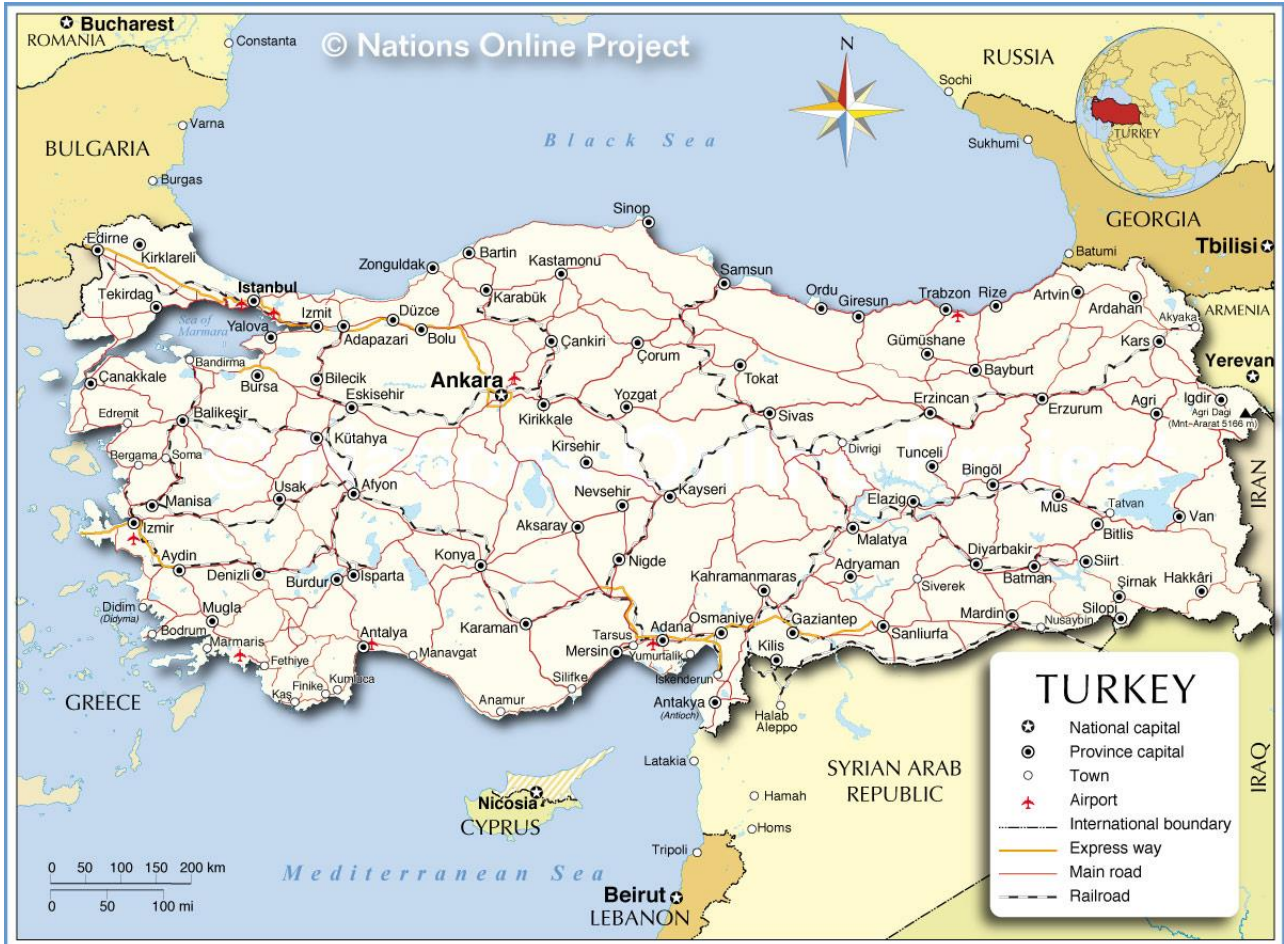 Bucharest
ROMANIA
Constanta
© Nations Online Project
N
RUSSIA
Sochi
TURKEY
Varna
BULGARIA
Black Sea
Sukhumi
Burgas
GEORGIA
Tbilisi
Batumi
Sinop
Edirne
Kirklareli
Bartin
Zonguldak
Kastamonu
Samsun
Istanbul
Tekirdag
Karabük
Ordu
Giresun
Trabzon
Rize
Artvin
Ardahan
ARMENIA
Akyaka
Sea of
Marmara
Yalova
Izmit
Düzce
Adapazari
Bolu
Çankiri
Çorum
Gümüshane
Kars
Yerevan
Bandirma
Çanakkale
Bursa
Bilecik
Ankara
Tokat
Bayburt
Eskisehir
Edremit
Balikeşir
Kirikkale
Yozgat
Sivas
Erzincan
Erzurum
Agri
Igdir
Agri Dagi
(Mnt-Ararat 5166 m)
Kütahya
Kirsehir
Divrigi
Tunceli
Bingöl
Bergama
Soma
IRAN
Manisa
Usak
Afyon
Nevsehir
Kayseri
Elazig
Mus
Tatvan
Van
Izmir
Aksaray
Malatya
Bitlis
Aydin
Denizli
Burdur
Isparta
Konya
Nigde
Kahramanmaras
Adryaman
Siverek
Diyarbakir
Batman
Siirt
Şirnak
Hakkâri
Didim
(Didyma)
Mugla
Bodrum
Marmaris
Antalya
Manavgat
Karaman
Tarsus
Adana
Osmaniye
Gaziantep
Sanliurfa
Mardin
Nusaybin
Silopi
Mersin
Yumurtalik
Kilis
Fethiye
Kaş
Finike
Kumluca
Anamur
Silifke
Iskenderun
Antakya
(Antioch)
Halab
Aleppo
GREECE
Latakia
SYRIAN ARAB
REPUBLIC
IRAQ
Nicosia
CYPRUS
Hamah
Homs
Tripoli
Mediterranean Sea
Beirut
LEBANON
0 50 100 150 200 km
0 50 100 mi
TURKEY
National capital
Province capital
Town
Airport
International boundary
Express way
Main road
Railroad